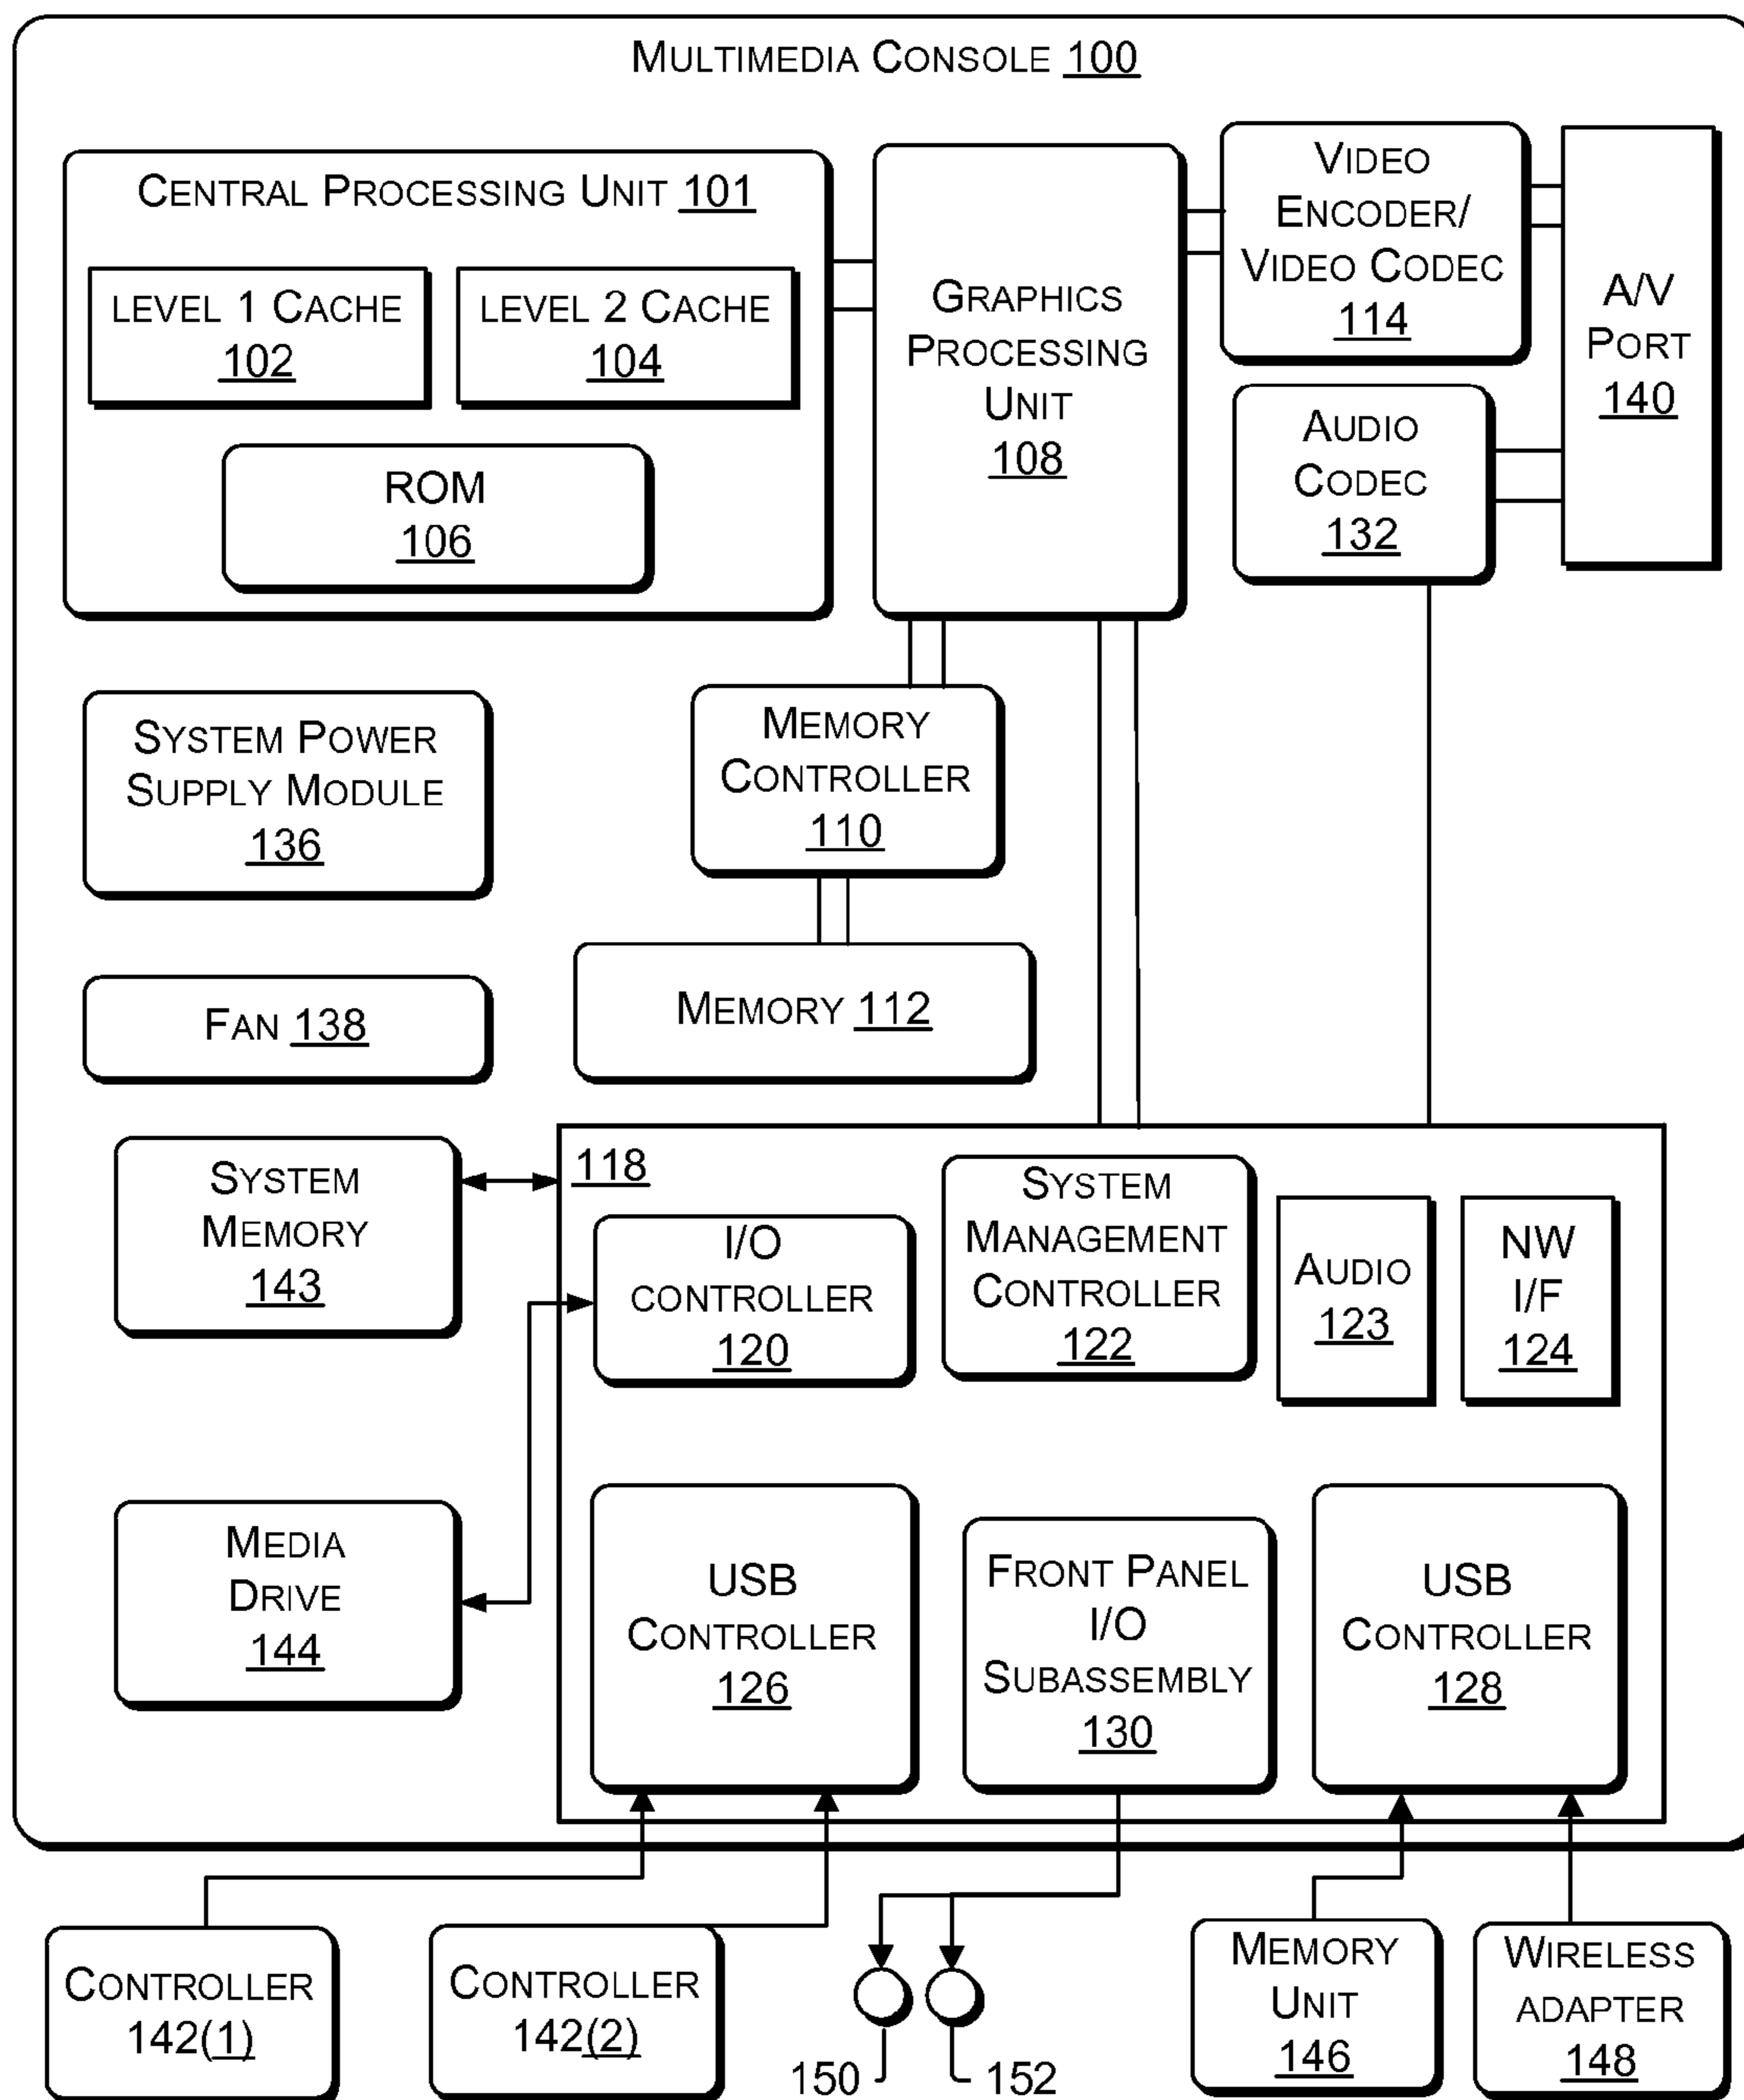 MULTIMEDIA CONSOLE 100
CENTRAL PROCESSING UNIT 101
LEVEL 1 CACHE
102
LEVEL 2 CACHE
104
ROM
106
GRAPHICS
PROCESSING
UNIT
108
VIDEO
ENCODER/
VIDEO CODEC
114
A/V
PORT
140
AUDIO
CODEC
132
SYSTEM POWER
SUPPLY MODULE
136
MEMORY
CONTROLLER
110
FAN 138
MEMORY 112
SYSTEM
MEMORY
143
118
I/O
CONTROLLER
120
SYSTEM
MANAGEMENT
CONTROLLER
122
AUDIO
123
NW
I/F
124
MEDIA
DRIVE
144
USB
CONTROLLER
126
FRONT PANEL
I/O
SUBASSEMBLY
130
USB
CONTROLLER
128
CONTROLLER
142(1)
CONTROLLER
142(2)
150
152
MEMORY
UNIT
146
WIRELESS
ADAPTER
148